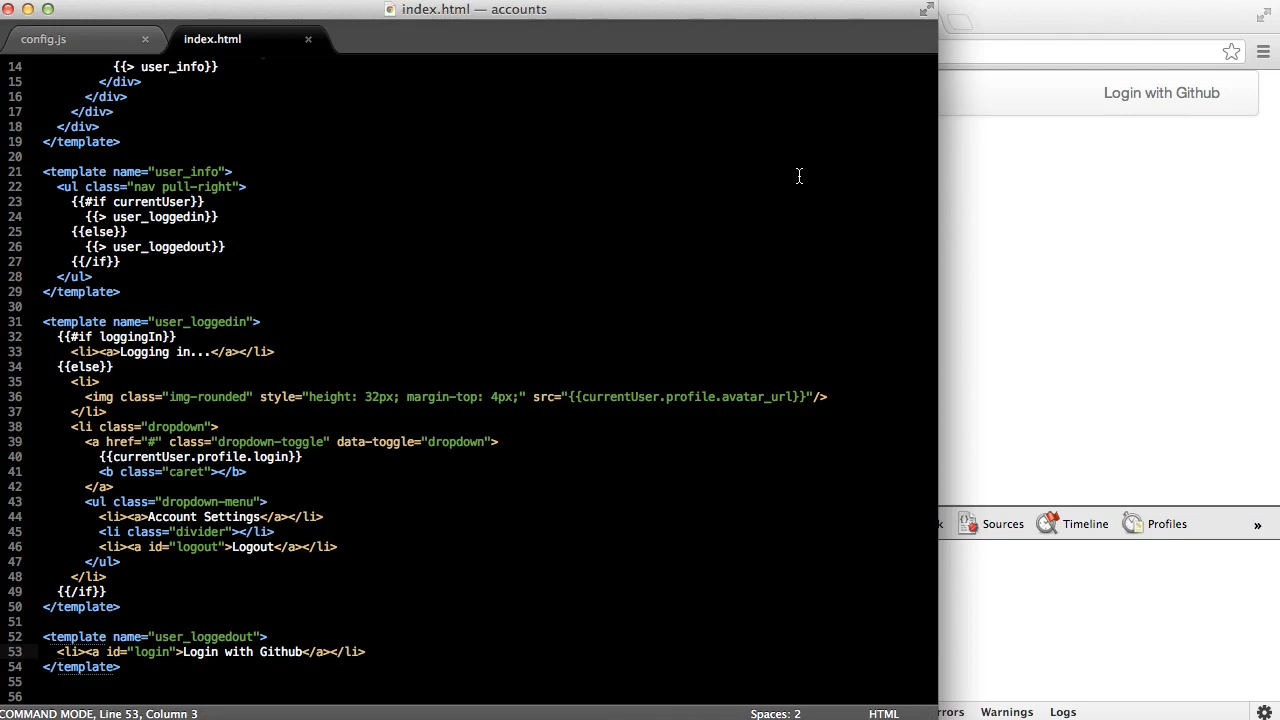 index.html — accounts
config.js
index.html
14 {{> user_info}}
15 </div>
16 </div>
17 </div>
18 </div>
19 </template>
20
21 <template name="user_info">
22 <ul class="nav pull-right">
23 {{#if currentUser}}
24 {{> user_loggedin}}
25 {{else}}
26 {{> user_loggedout}}
27 {{/if}}
28 </ul>
29 </template>
30
31 <template name="user_loggedin">
32 {{#if loggingIn}}
33 <li><a>Logging in...</a></li>
34 {{else}}
35 <li>
36 <img class="img-rounded" style="height: 32px; margin-top: 4px;" src="{{currentUser.profile.avatar_url}}"/>
37 </li>
38 <li class="dropdown">
39 <a href="#" class="dropdown-toggle" data-toggle="dropdown">
40 {{currentUser.profile.login}}
41 <b class="caret"></b>
42 </a>
43 <ul class="dropdown-menu">
44 <li><a>Account Settings</a></li>
45 <li class="divider"></li>
46 <li><a id="logout">Logout</a></li>
47 </ul>
48 </li>
49 {{/if}}
50 </template>
51
52 <template name="user_loggedout">
53 <li><a id="login">Login with Github</a></li>
54 </template>
55
56
COMMAND MODE, Line 53, Column 3
Spaces: 2
HTML
Login with Github
k Sources Timeline Profiles »
rrors Warnings Logs